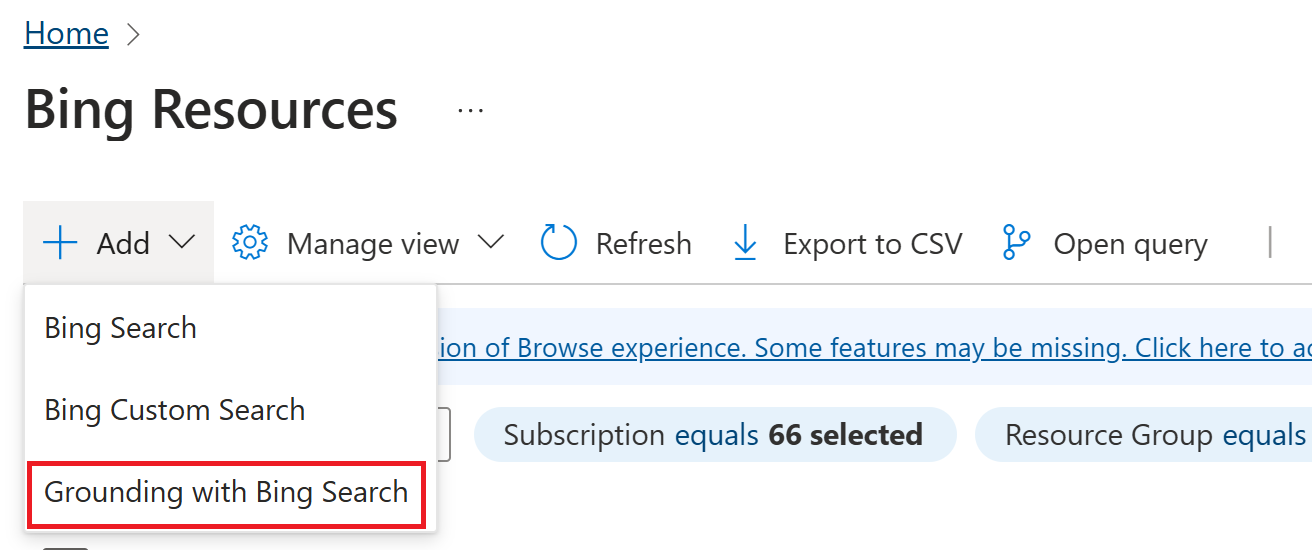 Home
Bing Resources ...
Add Manage view Refresh Export to CSV Open query
Bing Search
ion of Browse experience. Some features may be missing. Click here to
Bing Custom Search
Subscription equals 66 selected Resource Group equals
Grounding with Bing Search